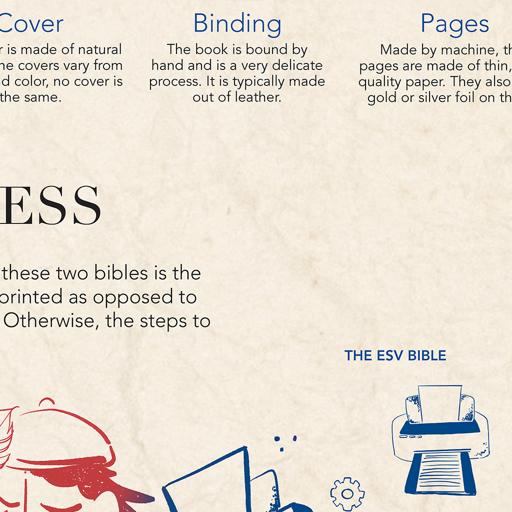 Cover
r is made of natural
ne covers vary from
d color, no cover is
the same.
Binding
The book is bound by
hand and is a very delicate
process. It is typically made
out of leather.
Pages
Made by machine, th
pages are made of thin,
quality paper. They also
gold or silver foil on th
ESS
these two bibles is the
printed as opposed to
Otherwise, the steps to
THE ESV BIBLE